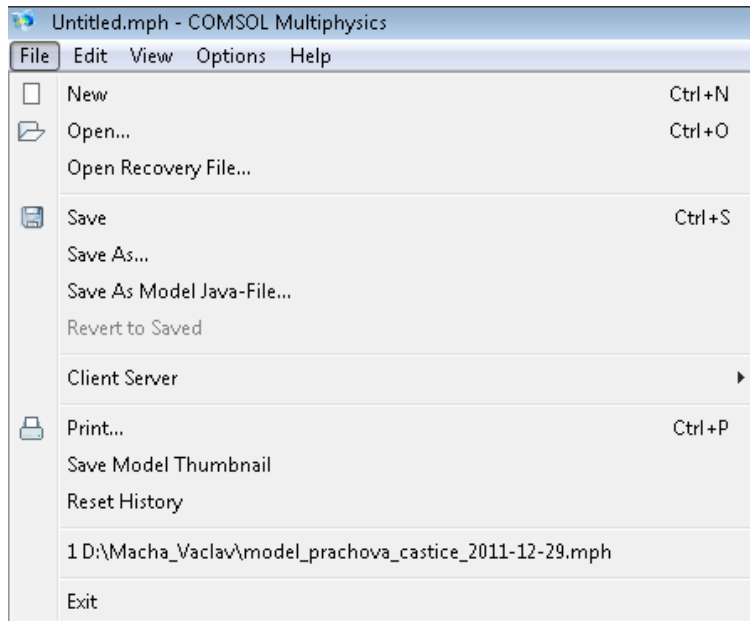 Untitled.mph - COMSOL Multiphysics
File Edit View Options Help
New Ctrl+N
Open... Ctrl+O
Open Recovery File...
Save Ctrl+S
Save As...
Save As Model Java-File...
Revert to Saved
Client Server
Print... Ctrl+P
Save Model Thumbnail
Reset History
1 D:\Macha_Vaclav\model_prachova_castice_2011-12-29.mph
Exit